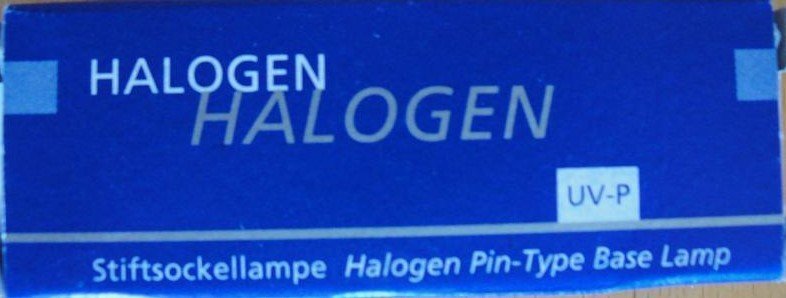 HALOGEN
HALOGEN
UV-P
Stiftsockellampe Halogen Pin-Type Base Lamp